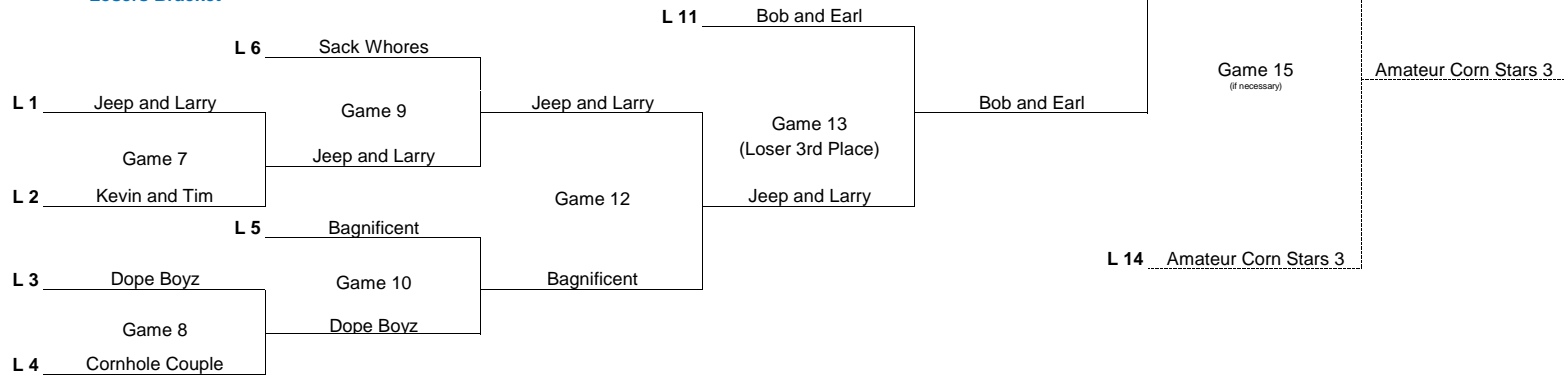 Losers Bracket
L 11 Bob and Earl
L 6 Sack Whores
Game 15
(if necessary)
Amateur Corn Stars 3
L 1 Jeep and Larry
Game 9
Jeep and Larry
Bob and Earl
Game 13
(Loser 3rd Place)
Game 7
Jeep and Larry
L 2 Kevin and Tim
Game 12
Jeep and Larry
L 5 Bagnificent
L 14 Amateur Corn Stars 3
L 3 Dope Boyz
Game 10
Bagnificent
Game 8
Dope Boyz
L 4 Cornhole Couple